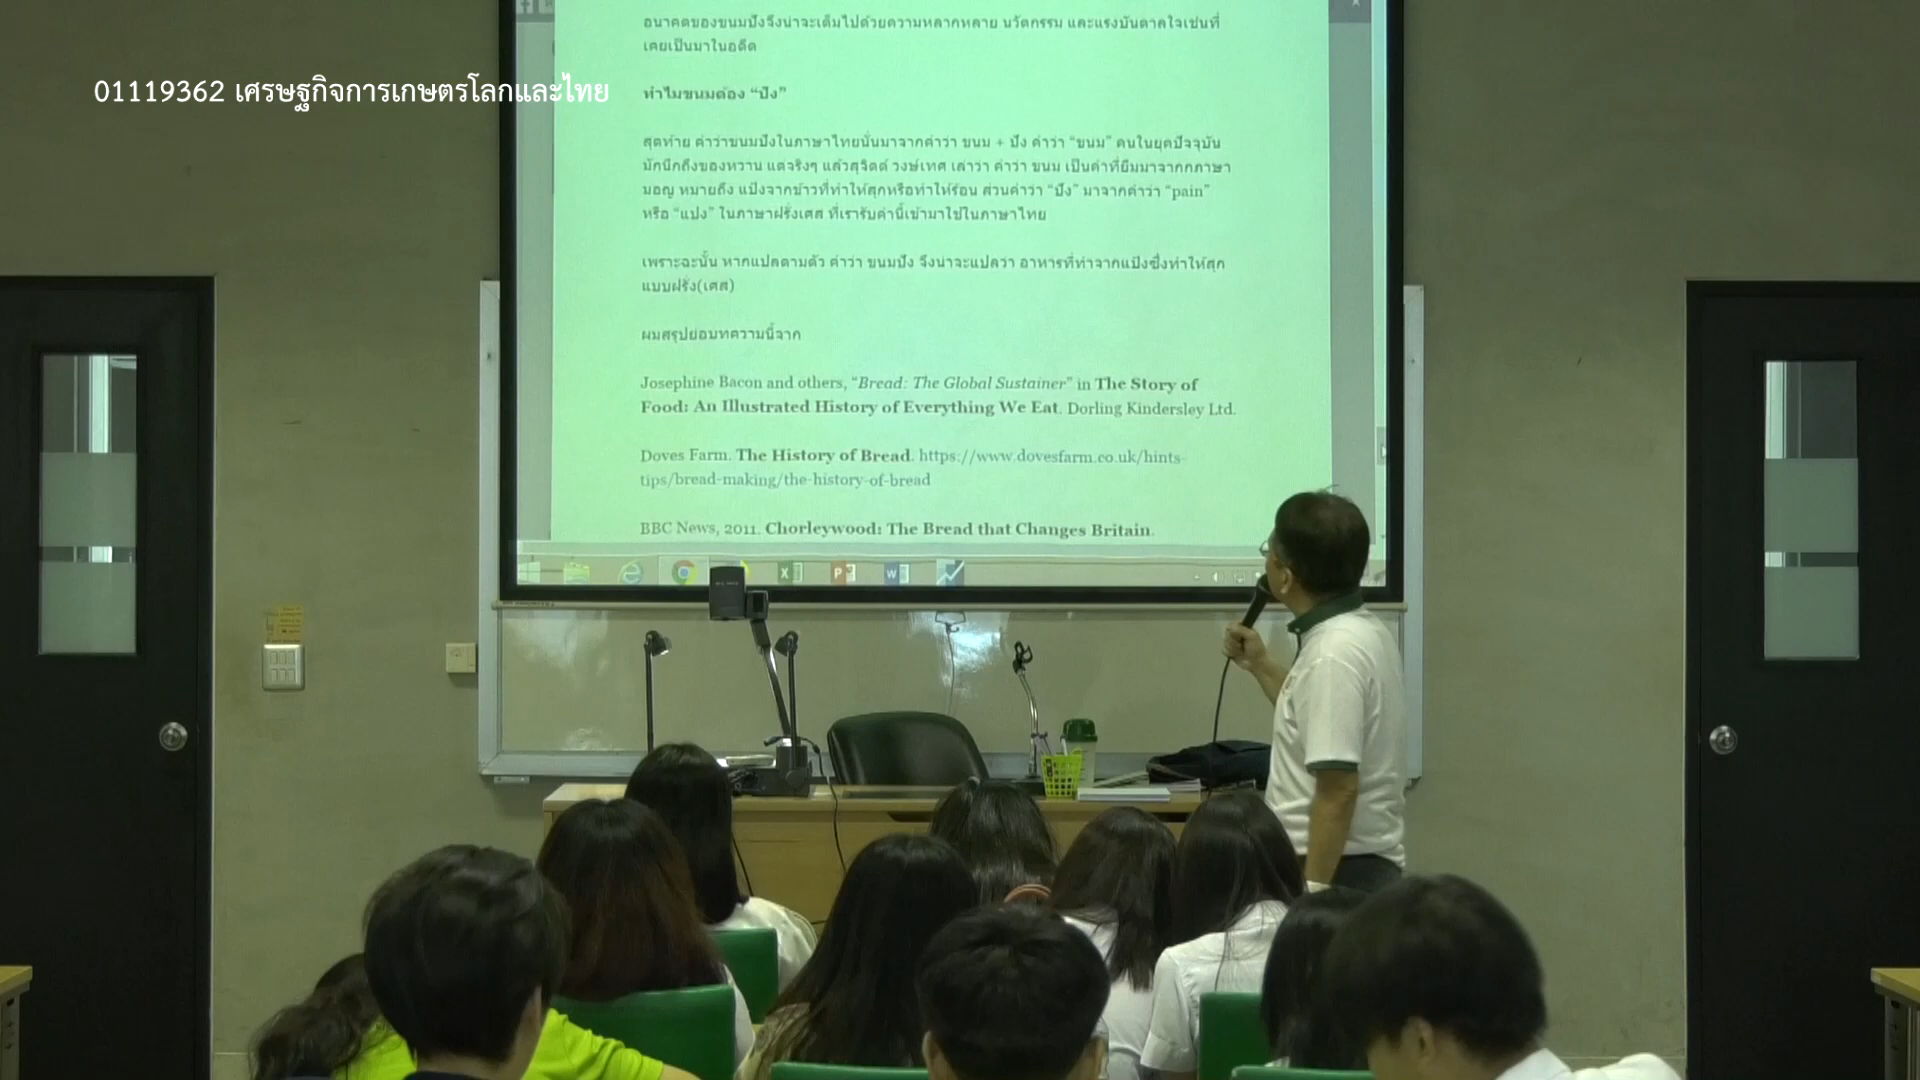 อนาคตของขนมปังจึงน่าจะเต็มไปด้วยความหลากหลาย นวัตกรรม และแรงบันดาลใจเช่นที่
เคยเป็นมาในอดีต
01119362 เศรษฐกิจการเกษตรโลกและไทย
ทำไมขนมต้อง “ปัง”
สุดท้าย คำว่าขนมปังในภาษาไทยนั้นมาจากคำว่า ขนม + ปัง คำว่า “ขนม” คนในยุคปัจจุบัน
มักนึกถึงของหวาน แต่จริงๆ แล้วสุจิตต์ วงษ์เทศ เล่าว่า คำว่า ขนม เป็นคำที่ยืมมาจากกภาษา
มอญ หมายถึง แป้งจากข้าวที่ทำให้สุกหรือทำให้ร้อน ส่วนคำว่า “ปัง” มาจากคำว่า “pain”
หรือ “แปง” ในภาษาฝรั่งเศส ที่เรารับคำนี้เข้ามาใช้ในภาษาไทย
เพราะฉะนั้น หากแปลตามตัว คำว่า ขนมปัง จึงน่าจะแปลว่า อาหารที่ทำจากแป้งซึ่งทำให้สุก
แบบฝรั่ง(เศส)
ผมสรุปย่อบทความนี้จาก
Josephine Bacon and others, “Bread: The Global Sustainer” in The Story of
Food: An Illustrated History of Everything We Eat. Dorling Kindersley Ltd.
Doves Farm. The History of Bread. https://www.dovesfarm.co.uk/hints-
tips/bread-making/the-history-of-bread
BBC News, 2011. Chorleywood: The Bread that Changes Britain.